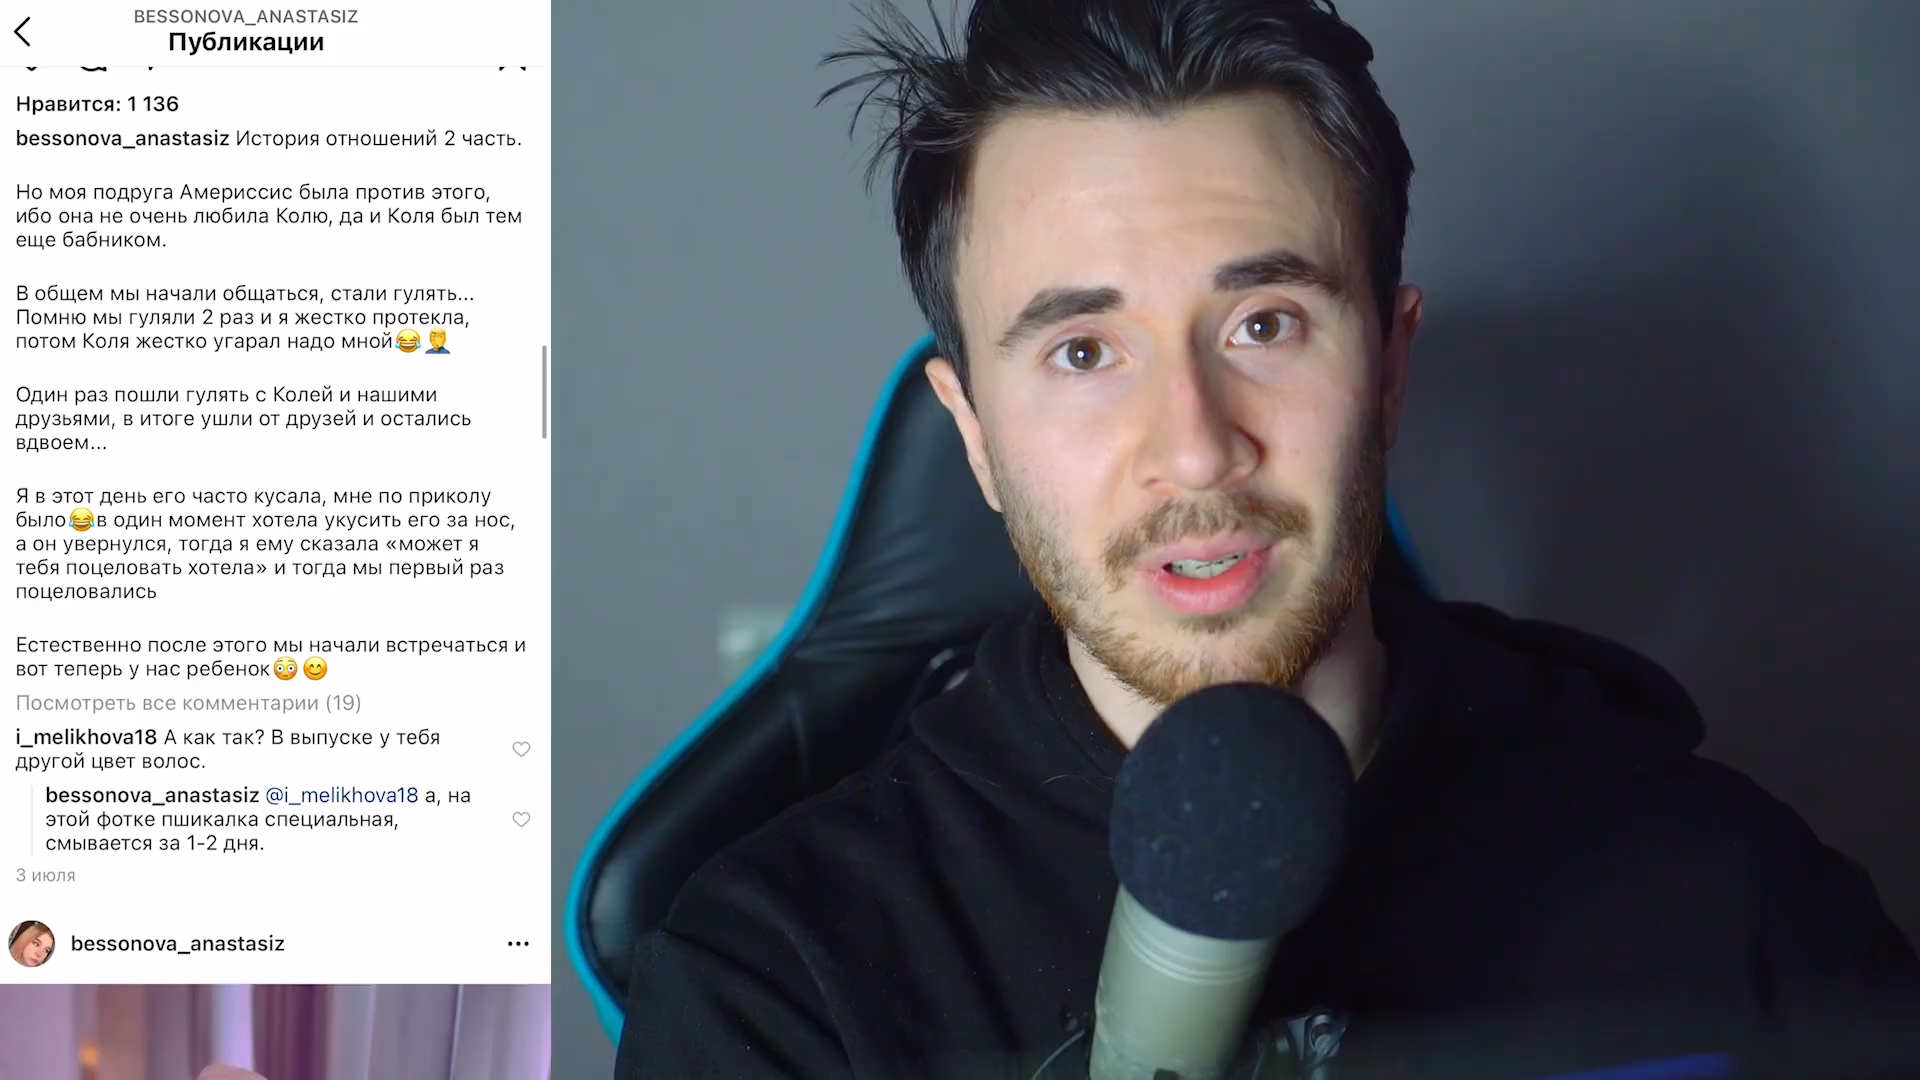 BESSONOVA_ANASTASIZ
Публикации
Нравится: 1 136
bessonova_anastasiz История отношений 2 часть.
Но моя подруга Америссис была против этого,
ибо она не очень любила Колю, да и Коля был тем
еще бабником.
В общем мы начали общаться, стали гулять...
Помню мы гуляли 2 раз и я жестко протекла,
потом Коля жестко угарал надо мной😂🤦
Один раз пошли гулять с Колей и нашими
друзьями, в итоге ушли от друзей и остались
вдвоем...
Я в этот день его часто кусала, мне по приколу
было😂в один момент хотела укусить его за нос,
а он увернулся, тогда я ему сказала «может я
тебя поцеловать хотела» и тогда мы первый раз
поцеловались
Естественно после этого мы начали встречаться и
вот теперь у нас ребенок😳😊
Посмотреть все комментарии (19)
i_melikhova18 А как так? В выпуске у тебя
другой цвет волос.
bessonova_anastasiz @i_melikhova18 а, на
этой фотке пшикалка специальная,
смывается за 1-2 дня.
3 июля
bessonova_anastasiz